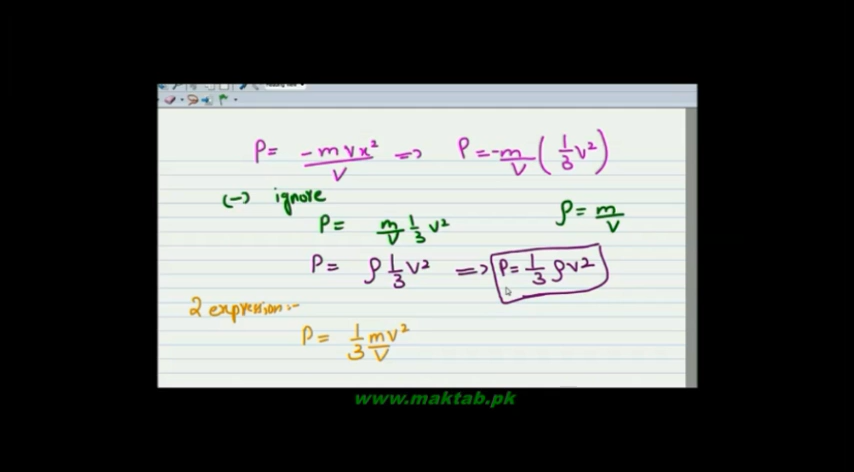 P = -mvx²/V => P = -m/V (1/3 v²)
(-) ignore
P = m/V 1/3 v²    ρ = m/V
P = ρ 1/3 v² => P = 1/3 ρv²
2 expression:-
P = 1/3 mv²/V
www.maktab.pk